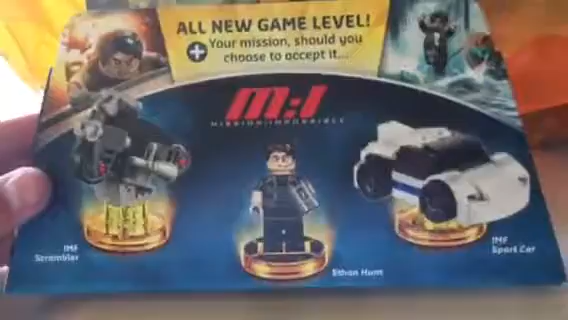 ALL NEW GAME LEVEL!
Your mission, should you
choose to accept it...
M:I
MISSION:IMPOSSIBLE
IMF
Scrambler
Ethan Hunt
IMF
Sport Car